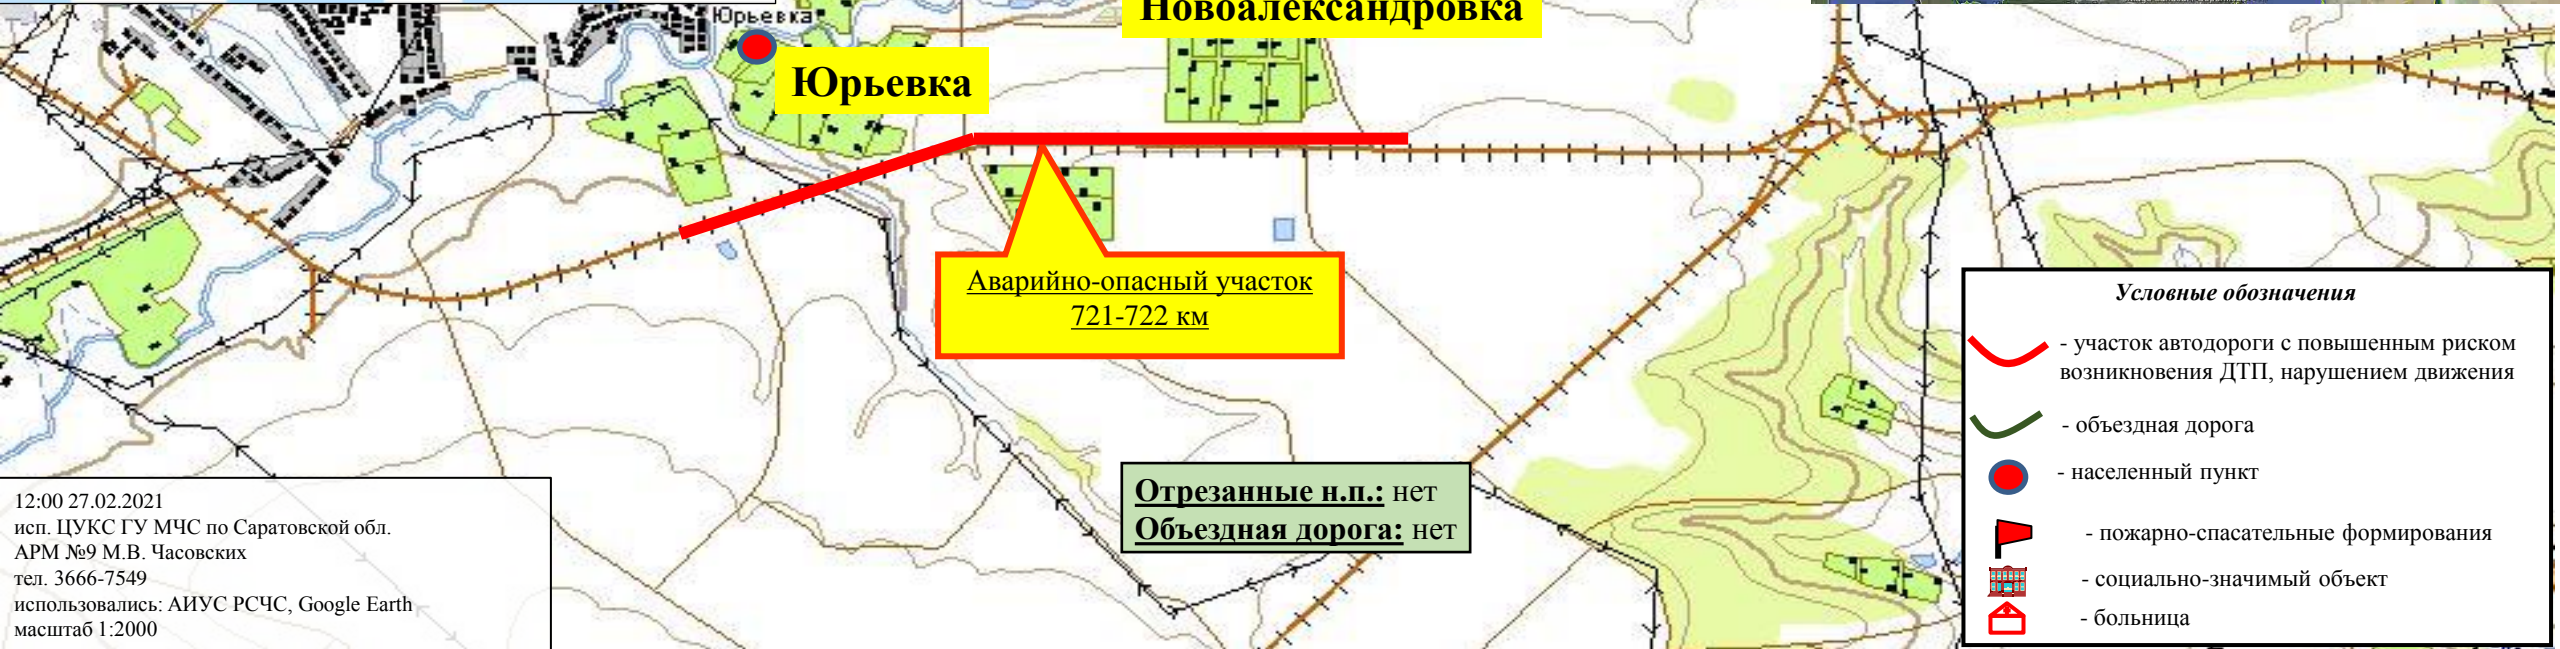 Юрьевка
Новоалександровка
Юрьевка
Аварийно-опасный участок
721-722 км
Отрезанные н.п.: нет
Объездная дорога: нет
12:00 27.02.2021
исп. ЦУКС ГУ МЧС по Саратовской обл.
АРМ №9 М.В. Часовских
тел. 3666-7549
использовались: АИУС РСЧС, Google Earth
масштаб 1:2000
Условные обозначения
- участок автодороги с повышенным риском
возникновения ДТП, нарушением движения
- объездная дорога
- населенный пункт
- пожарно-спасательные формирования
- социально-значимый объект
- больница